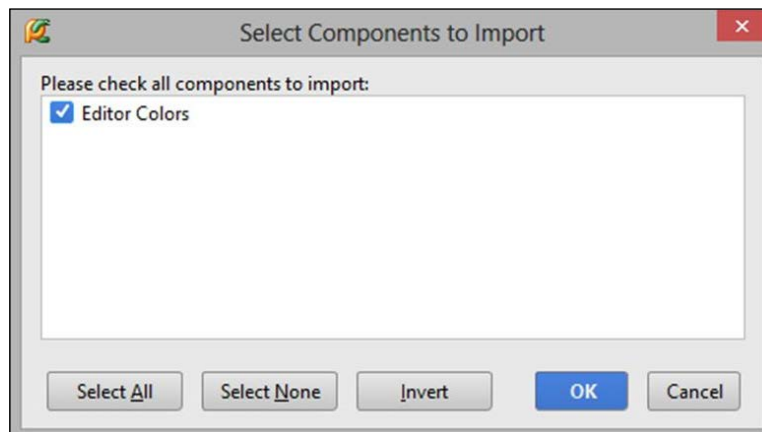 Select Components to Import
Please check all components to import:
Editor Colors
Select All Select None Invert OK Cancel